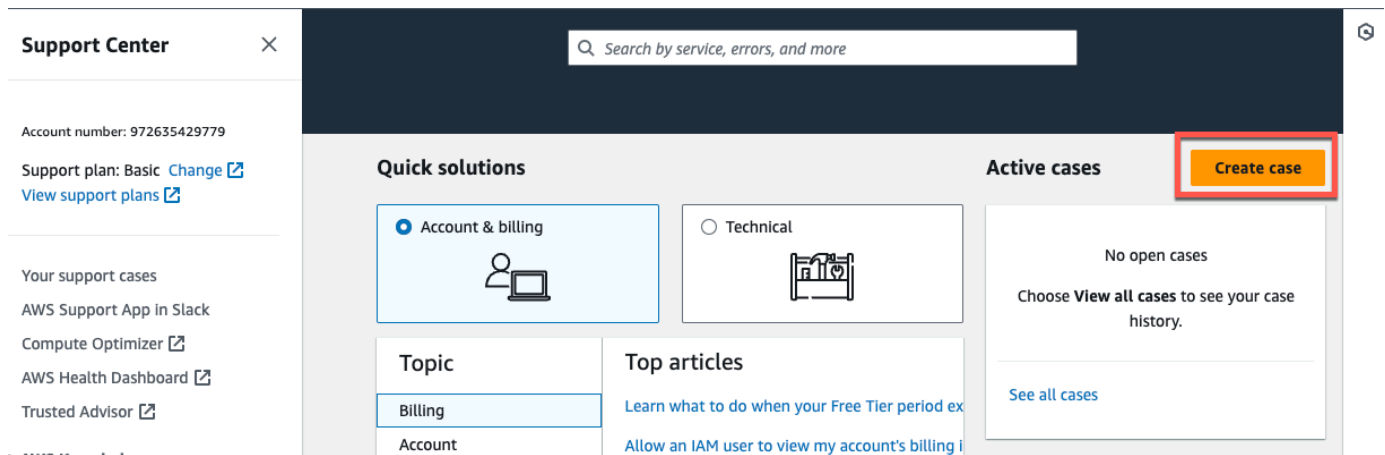 Support Center
Search by service, errors, and more
Account number: 972635429779
Support plan: Basic Change
View support plans
Your support cases
AWS Support App in Slack
Compute Optimizer
AWS Health Dashboard
Trusted Advisor
Quick solutions
Account & billing
Technical
Topic
Billing
Account
Top articles
Learn what to do when your Free Tier period ex
Allow an IAM user to view my account's billing i
Active cases
Create case
No open cases
Choose View all cases to see your case
history.
See all cases